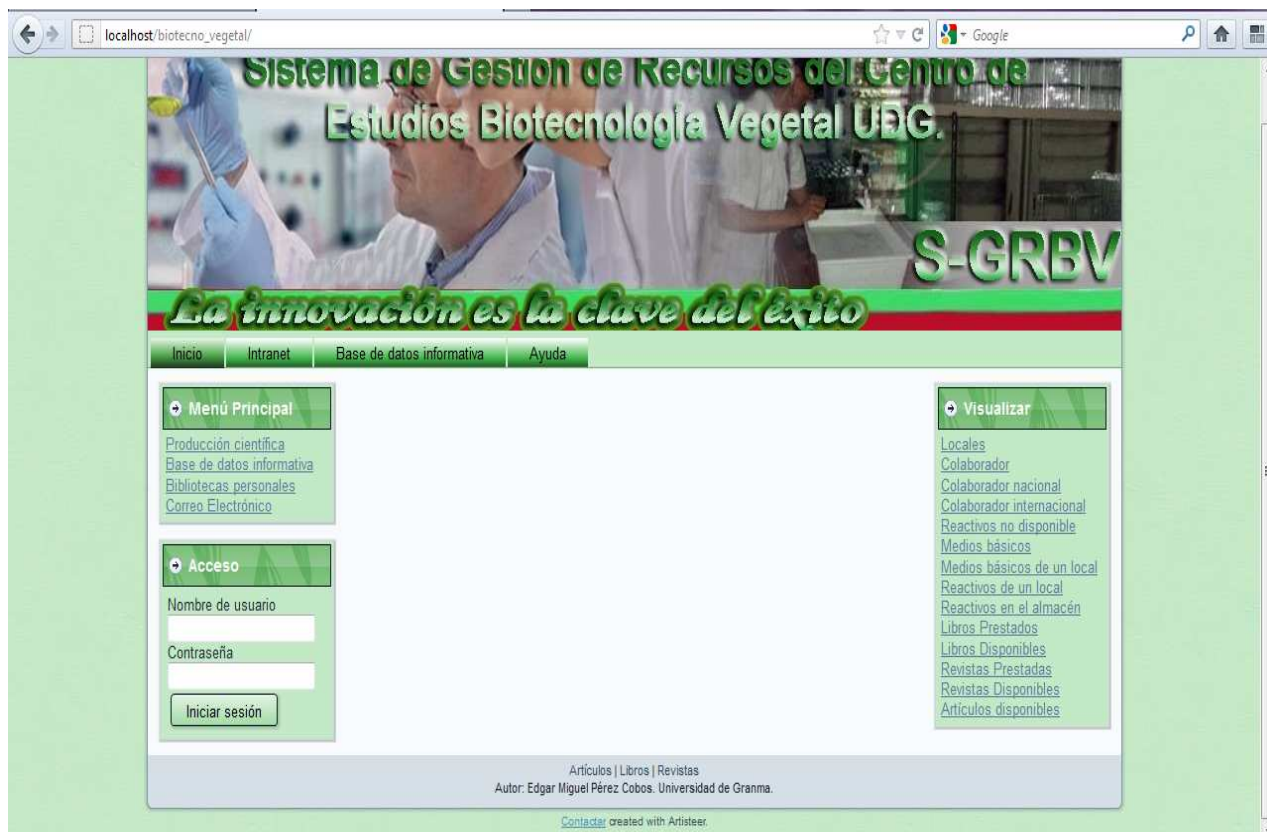 localhost/biotecno_vegetal/
Google
Sistema de Gestión de Recursos del Centro de
Estudios Biotecnología Vegetal UDG.
S-GRBV
La innovación es la clave del éxito
Inicio
Intranet
Base de datos informativa
Ayuda
Menú Principal
Producción científica
Base de datos informativa
Bibliotecas personales
Correo Electrónico
Acceso
Nombre de usuario
Contraseña
Iniciar sesión
Visualizar
Locales
Colaborador
Colaborador nacional
Colaborador internacional
Reactivos no disponible
Medios básicos
Medios básicos de un local
Reactivos de un local
Reactivos en el almacén
Libros Prestados
Libros Disponibles
Revistas Prestadas
Revistas Disponibles
Artículos disponibles
Artículos | Libros | Revistas
Autor: Edgar Miguel Pérez Cobos. Universidad de Granma.
Contactar created with Artisteer.